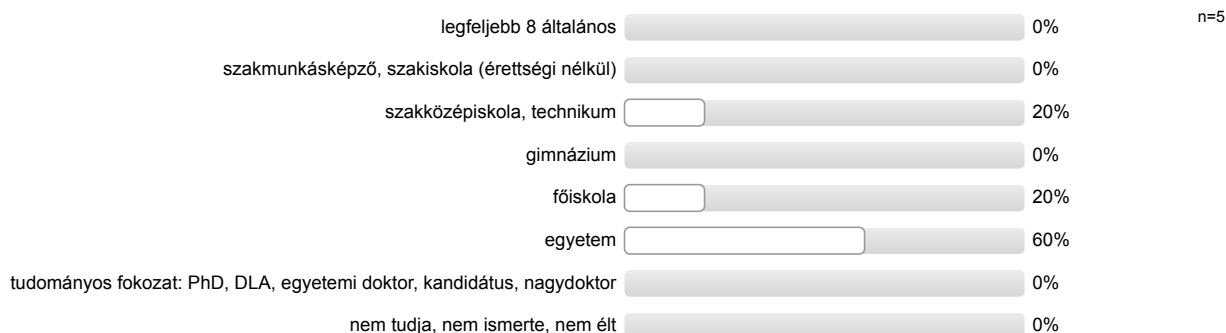 n=5
legfeljebb 8 általános 0%
szakmunkásképző, szakiskola (érettségi nélkül) 0%
szakközépiskola, technikum 20%
gimnázium 0%
főiskola 20%
egyetem 60%
tudományos fokozat: PhD, DLA, egyetemi doktor, kandidátus, nagydoktor 0%
nem tudja, nem ismerte, nem élt 0%